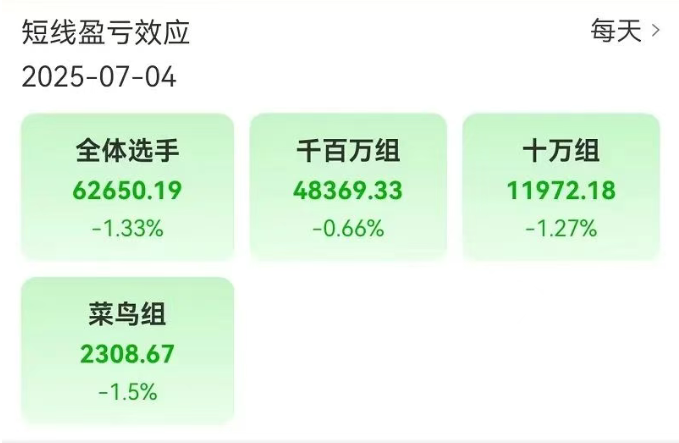 短线盈亏效应
每天 >
2025-07-04
全体选手
62650.19
-1.33%
千百万组
48369.33
-0.66%
十万组
11972.18
-1.27%
菜鸟组
2308.67
-1.5%